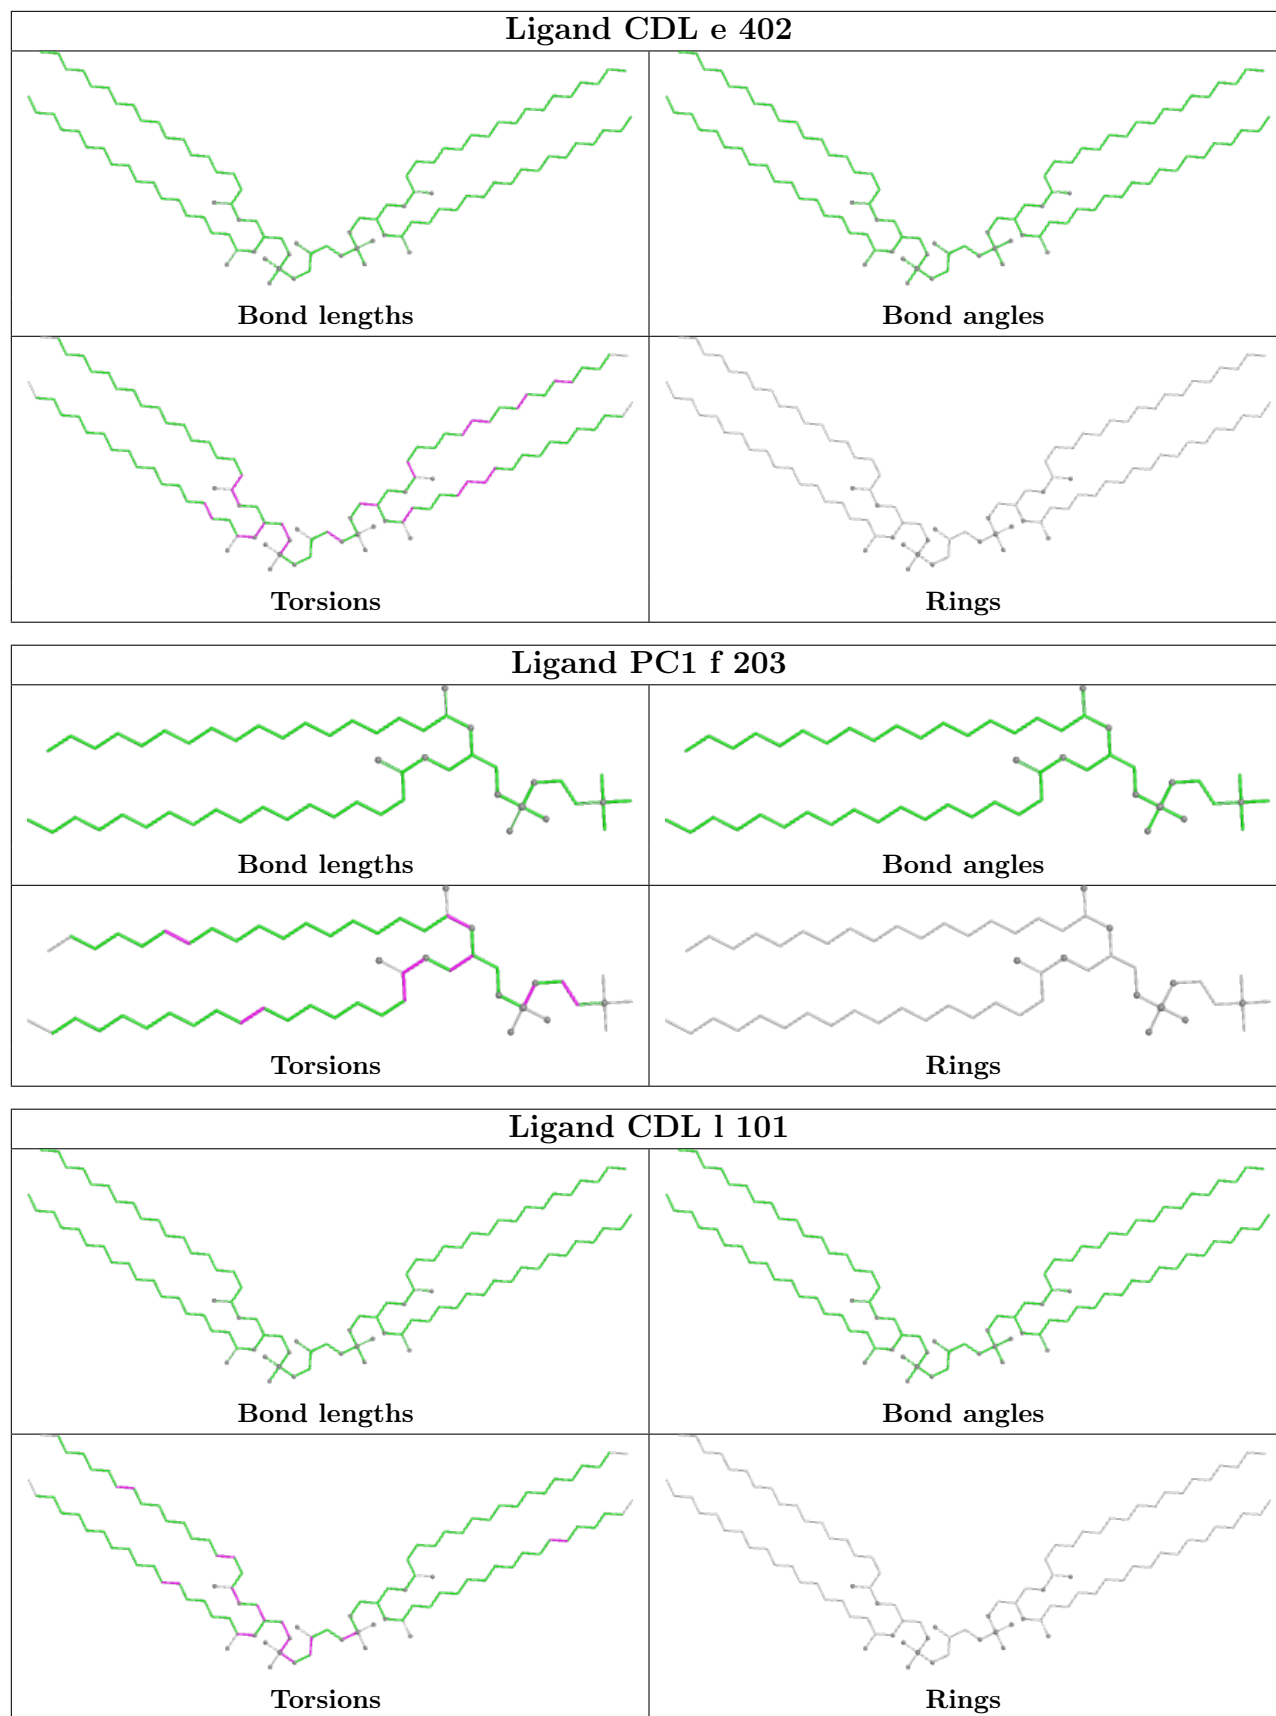 Ligand CDL e 402
Bond lengths
Bond angles
Torsions
Rings
Ligand PC1 f 203
Bond lengths
Bond angles
Torsions
Rings
Ligand CDL l 101
Bond lengths
Bond angles
Torsions
Rings